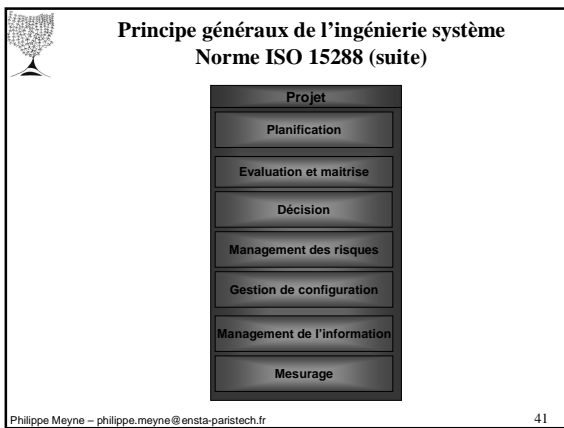 Principe généraux de l’ingénierie système
Norme ISO 15288 (suite)
Projet
Planification
Evaluation et maitrise
Décision
Management des risques
Gestion de configuration
Management de l’information
Mesurage
Philippe Meyne – philippe.meyne@ensta-paristech.fr
41